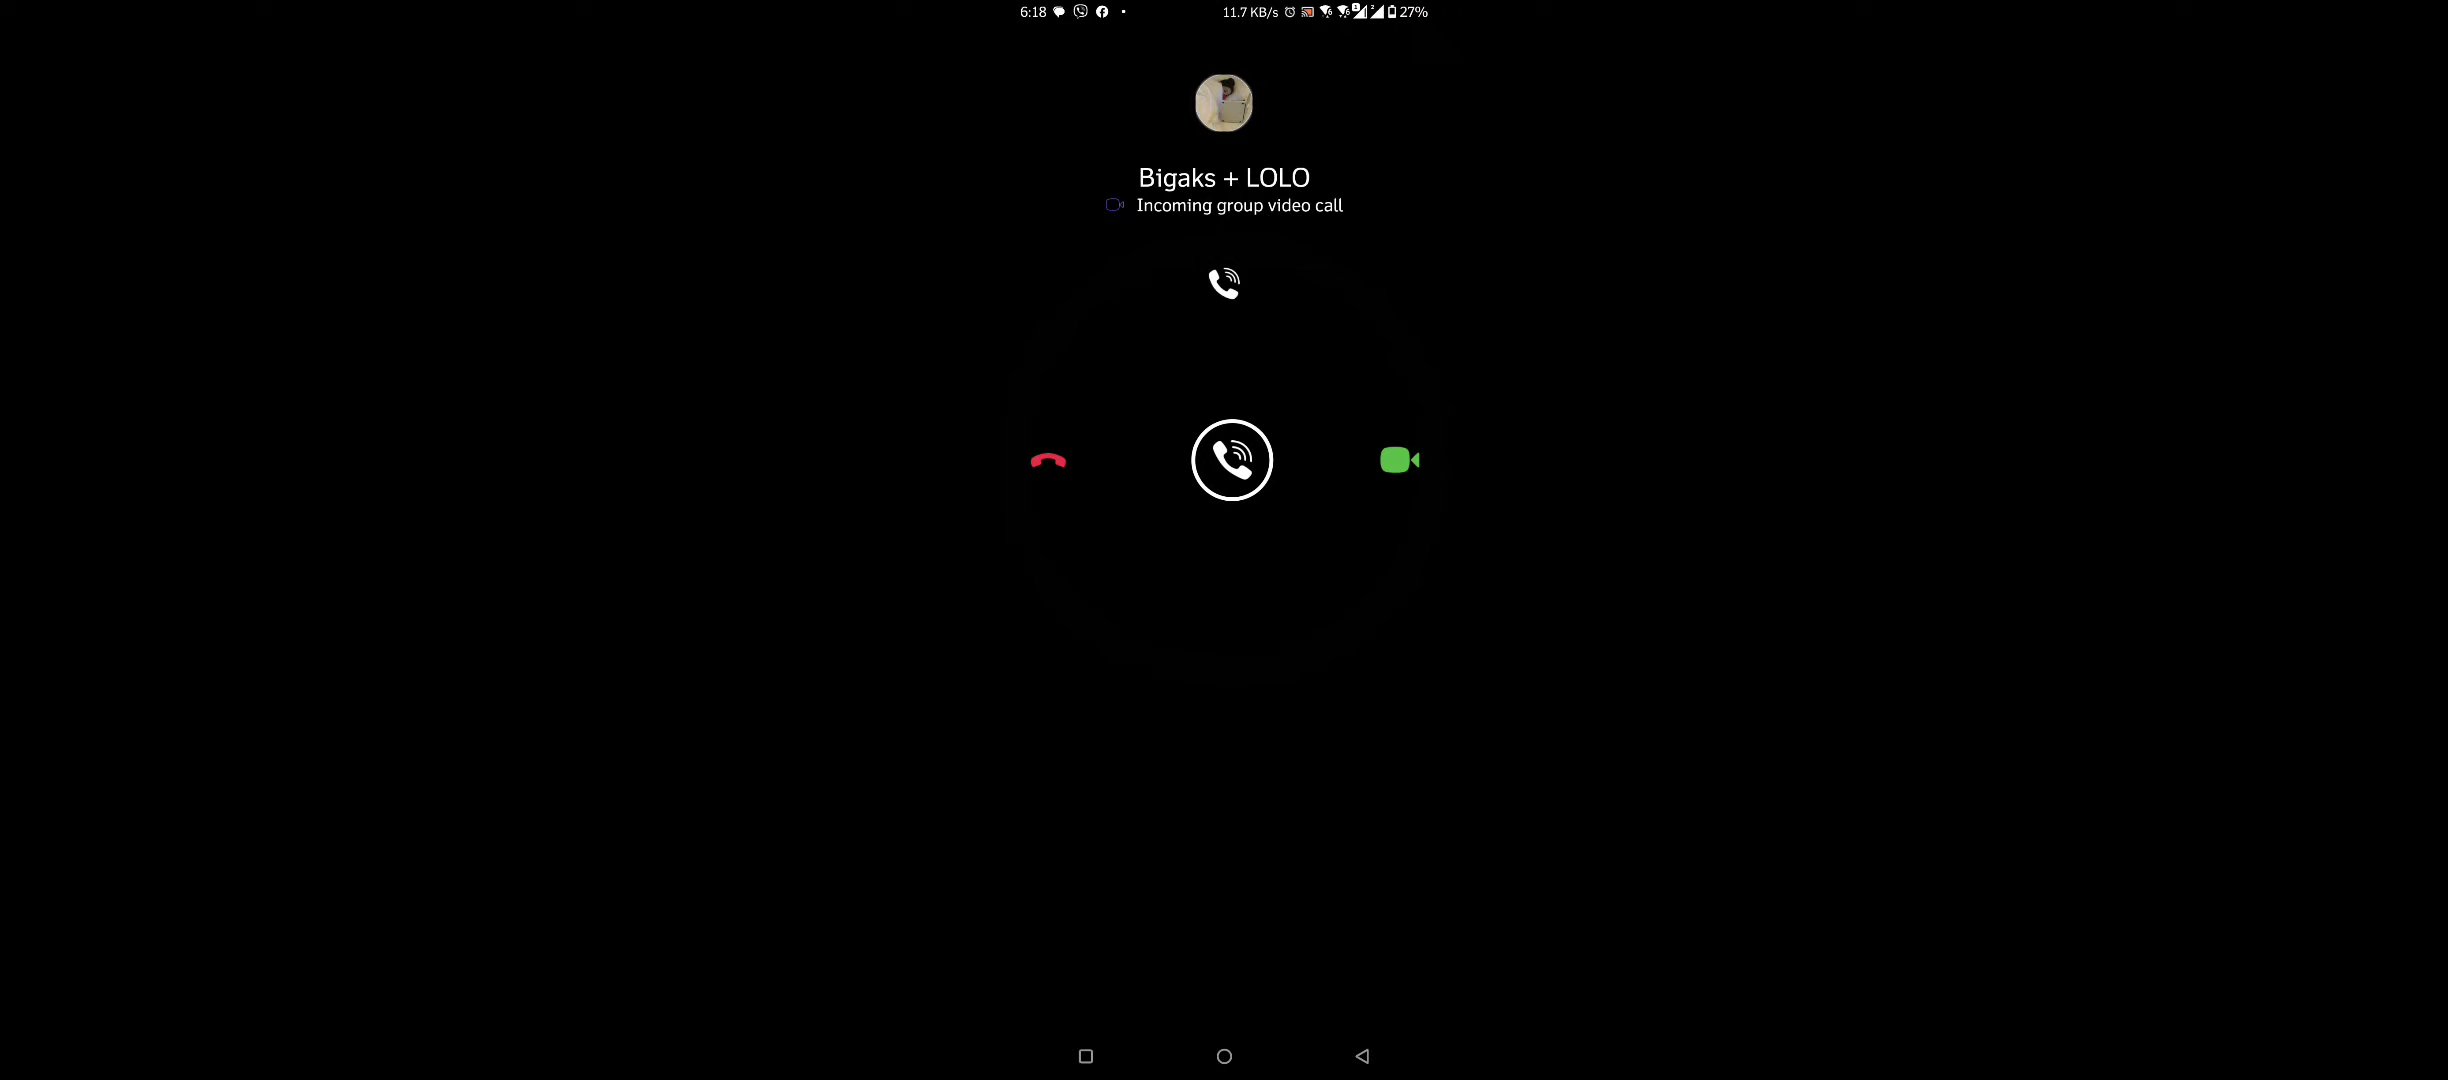 6:18 11.7 KB/s 27%
Bigaks + LOLO
Incoming group video call